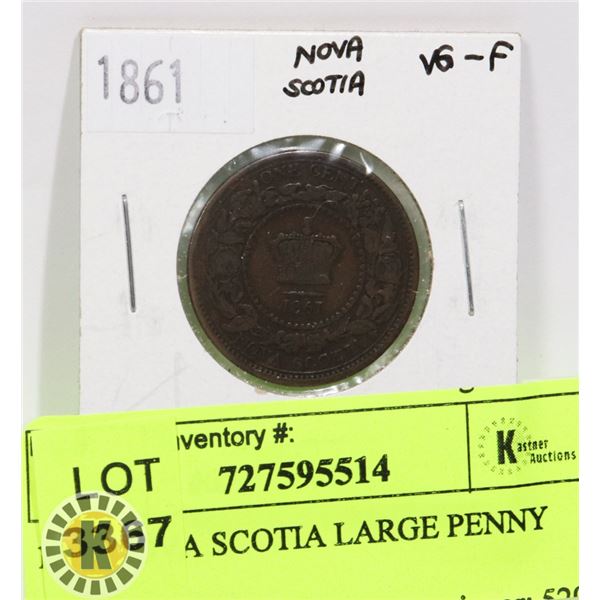 1861
NOVA
SCOTIA
VG-F
ONE CENT
nventory #:
727595514
Kastner
Auctions
LOT
3367
A SCOTIA LARGE PENNY